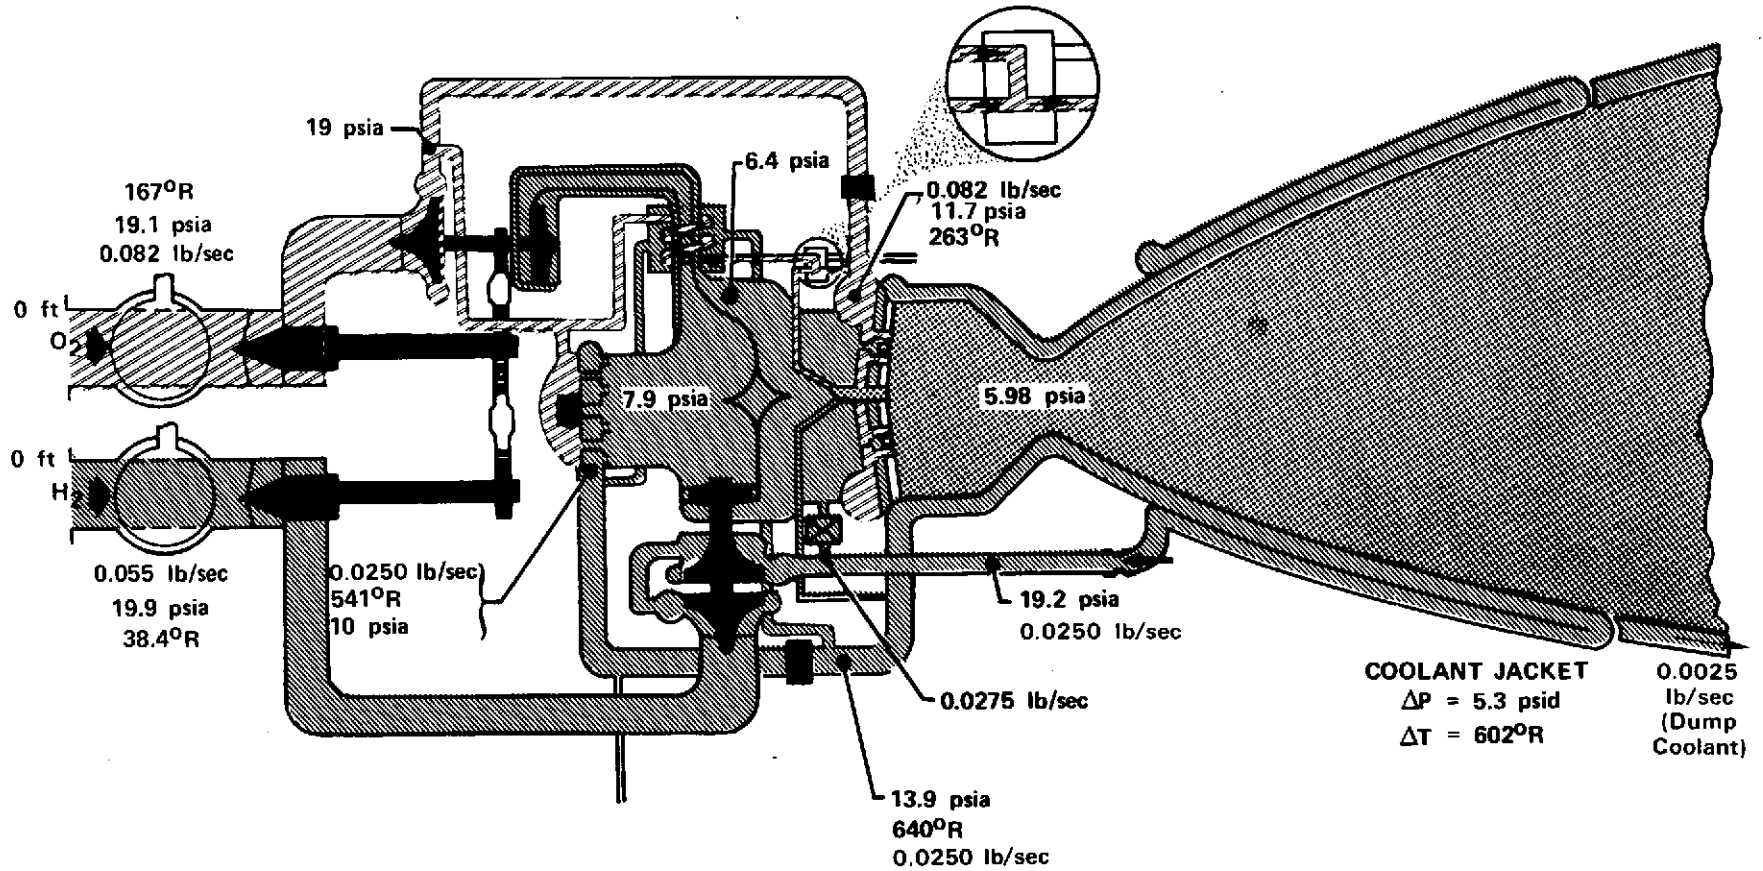 19 psia
6.4 psia
167°R
19.1 psia
0.082 lb/sec
0.082 lb/sec
11.7 psia
263°R
0 ft
O2
7.9 psia
5.98 psia
0 ft
H2
0.055 lb/sec
19.9 psia
38.4°R
0.0250 lb/sec
541°R
10 psia
19.2 psia
0.0250 lb/sec
0.0275 lb/sec
COOLANT JACKET
ΔP = 5.3 psid
ΔT = 602°R
0.0025
lb/sec
(Dump
Coolant)
13.9 psia
640°R
0.0250 lb/sec